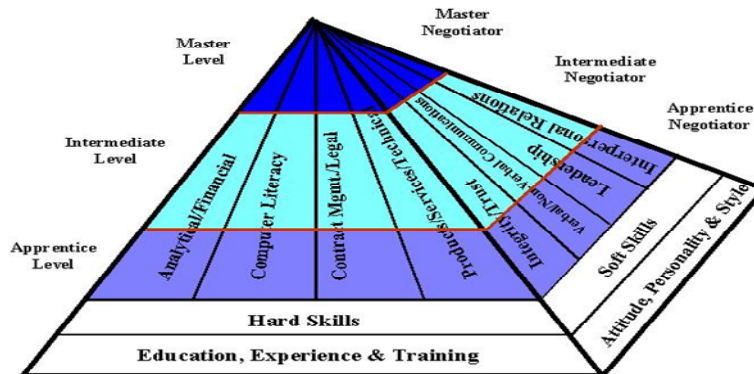 Master
Level
Master
Negotiator
Intermediate
Negotiator
Apprentice
Negotiator
Intermediate
Level
Apprentice
Level
Analytical/Financial
Computer Literacy
Contract Mgmt./Legal
Products/Services/Technical
Integrity/Trust
Verbal/Non-Verbal Communications
Leadership
Interpersonal Relations
Hard Skills
Education, Experience & Training
Soft Skills
Attitude, Personality & Style